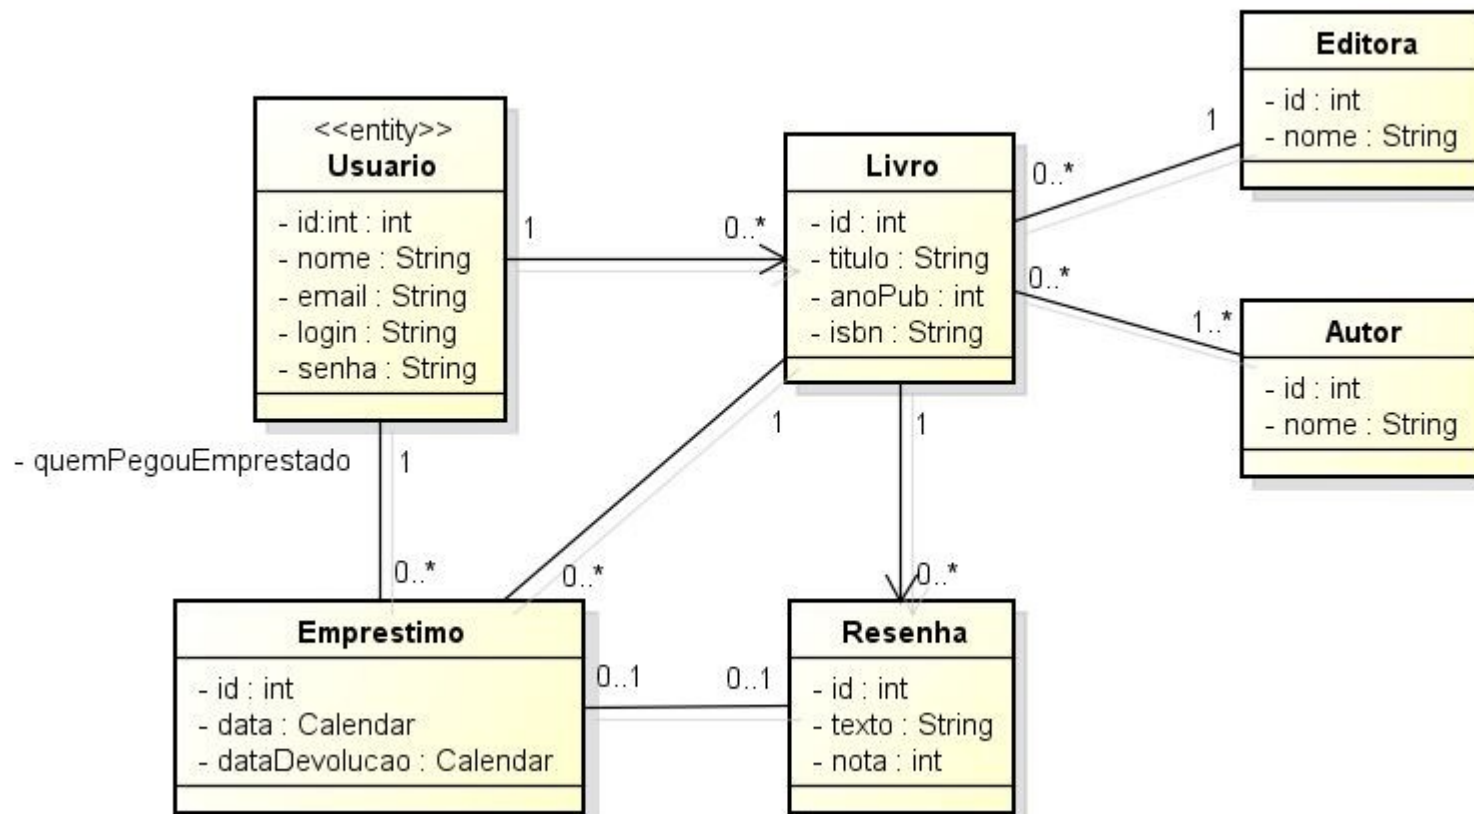 Editora
- id : int
- nome : String
<<entity>>
Usuario
- id:int : int
- nome : String
- email : String
- login : String
- senha : String
1
0..*
Livro
- id : int
- titulo : String
- anoPub : int
- isbn : String
0..*
1
0..*
1..*
Autor
- id : int
- nome : String
- quemPegouEmprestado
1
0..*
1
0..*
1
0..*
Emprestimo
- id : int
- data : Calendar
- dataDevolucao : Calendar
0..1
0..1
Resenha
- id : int
- texto : String
- nota : int